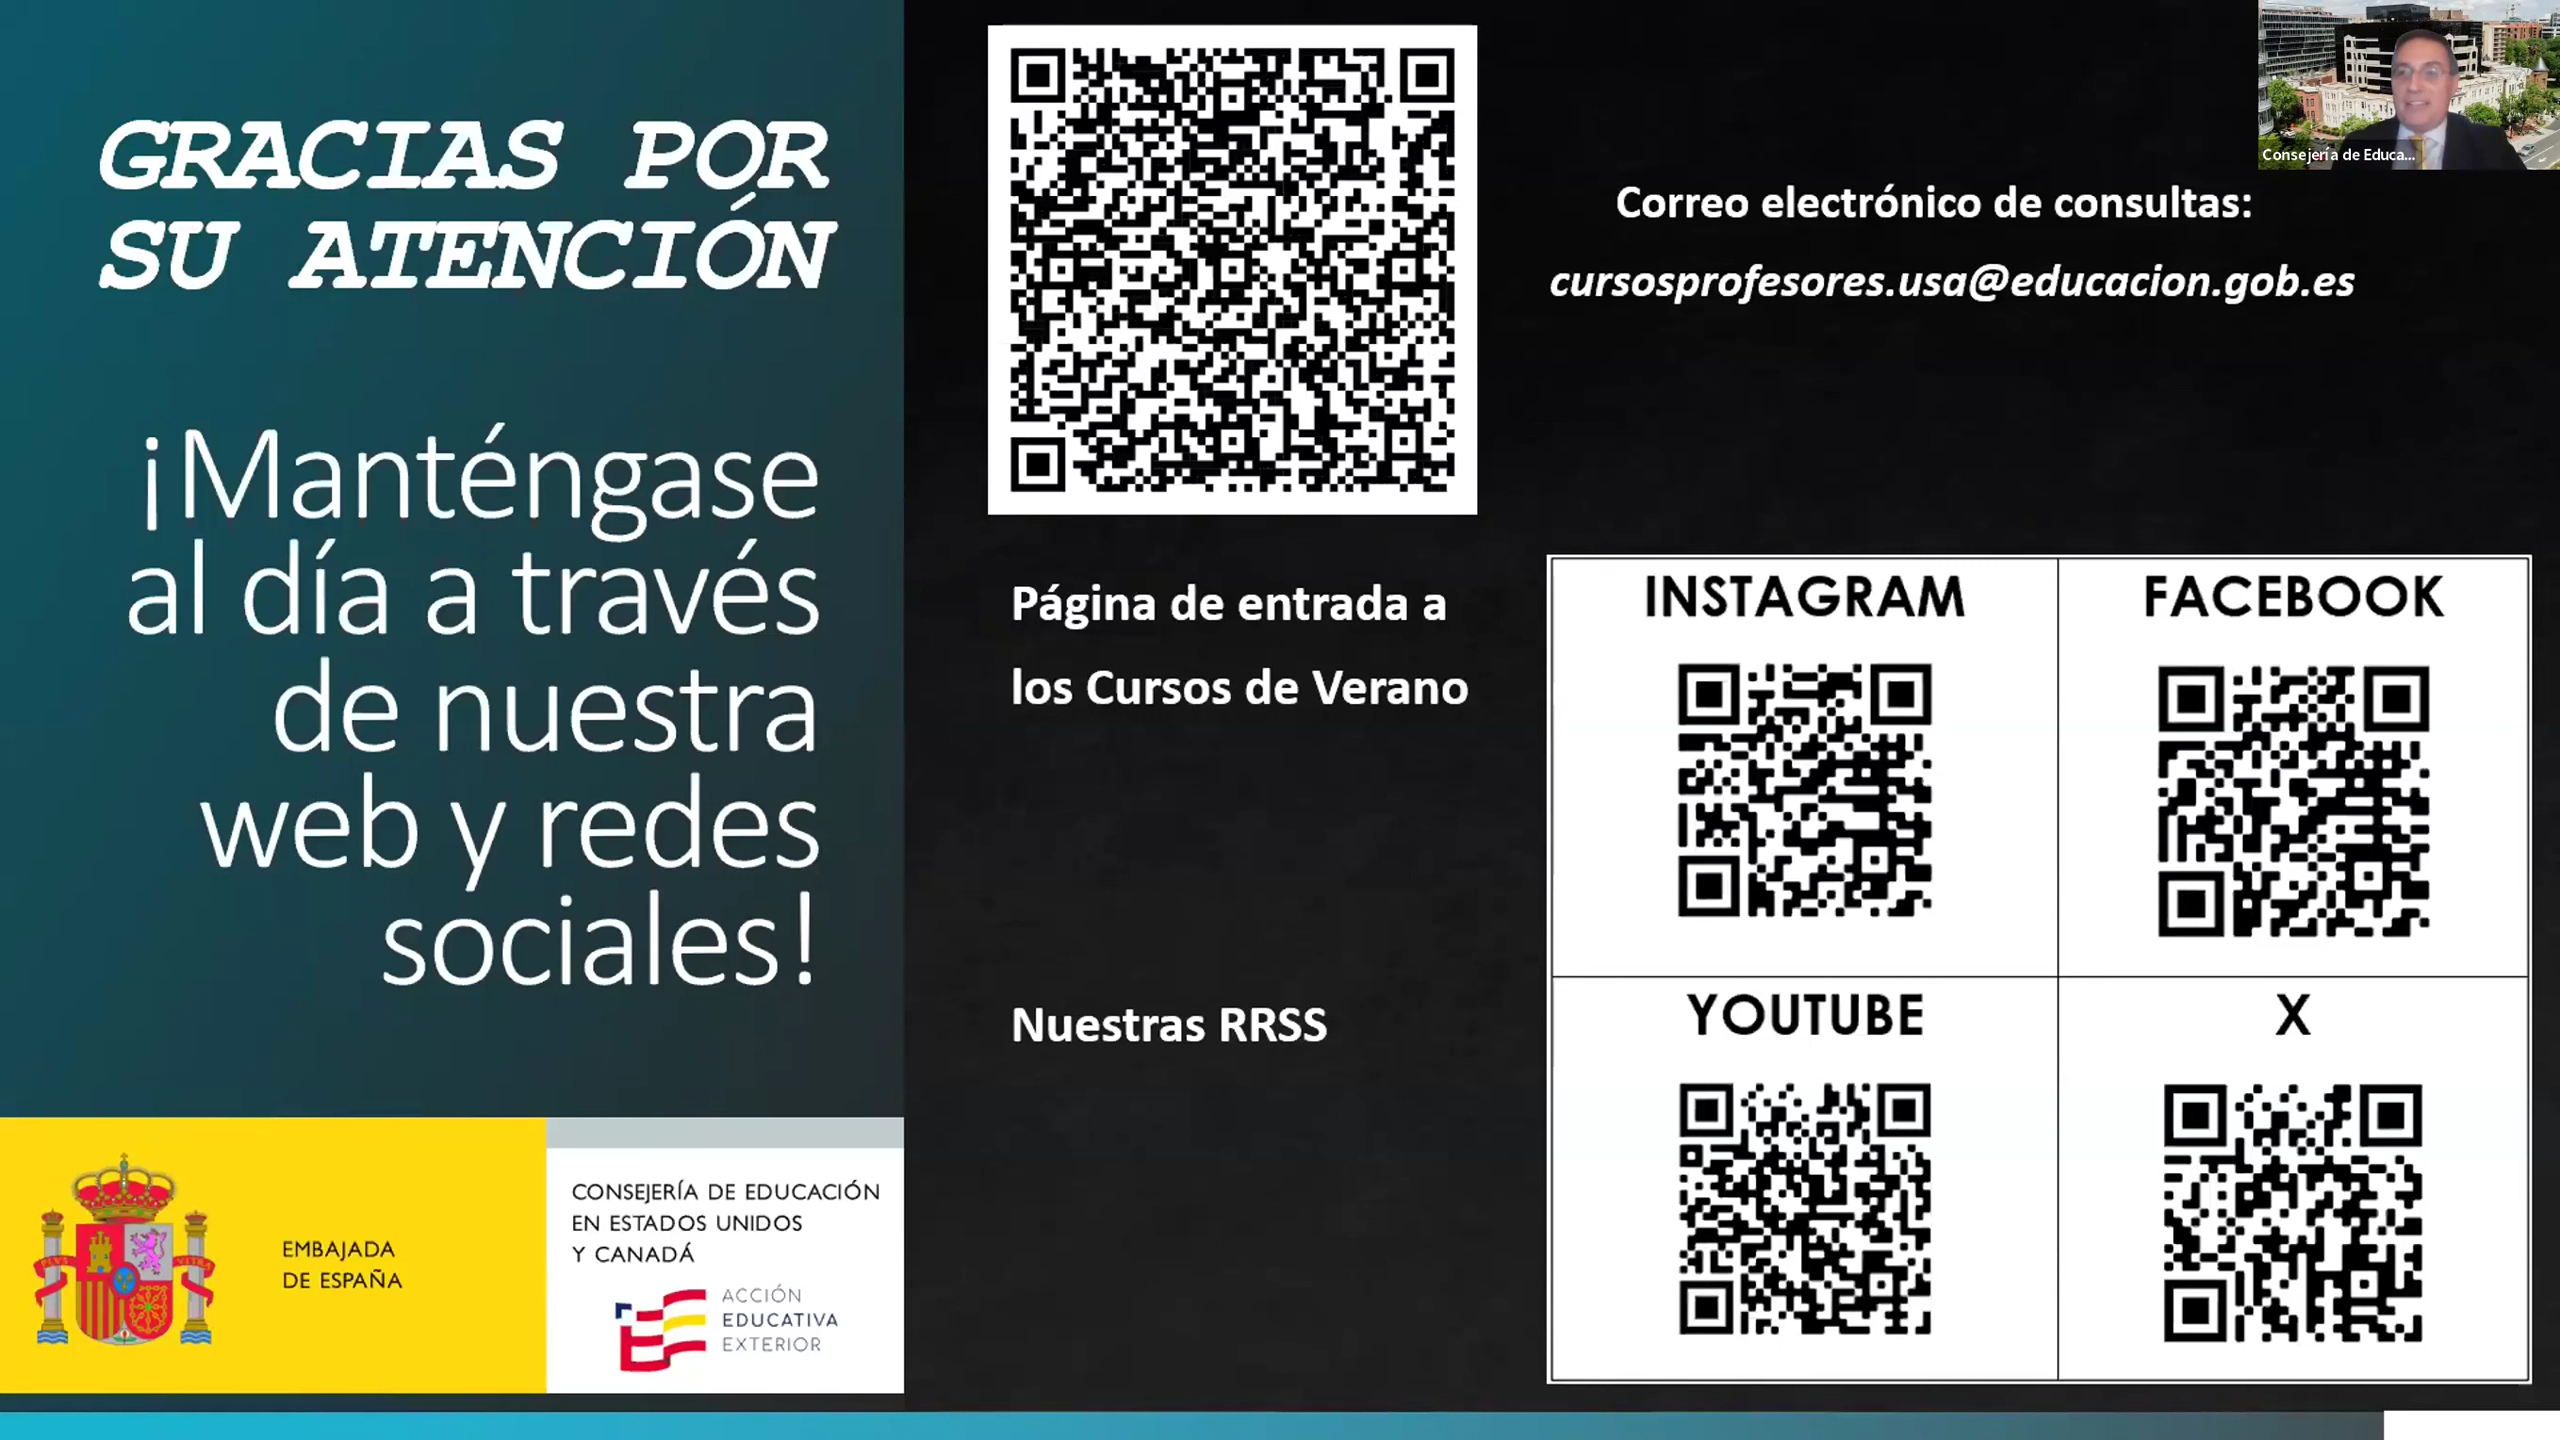 GRACIAS POR
SU ATENCIÓN
¡Manténgase
al día a través
de nuestra
web y redes
sociales!
EMBAJADA
DE ESPAÑA
CONSEJERÍA DE EDUCACIÓN
EN ESTADOS UNIDOS
Y CANADÁ
ACCIÓN
EDUCATIVA
EXTERIOR
Página de entrada a
los Cursos de Verano
Nuestras RRSS
Consejería de Educa...
Correo electrónico de consultas:
cursosprofesores.usa@educacion.gob.es
INSTAGRAM
FACEBOOK
YOUTUBE
X